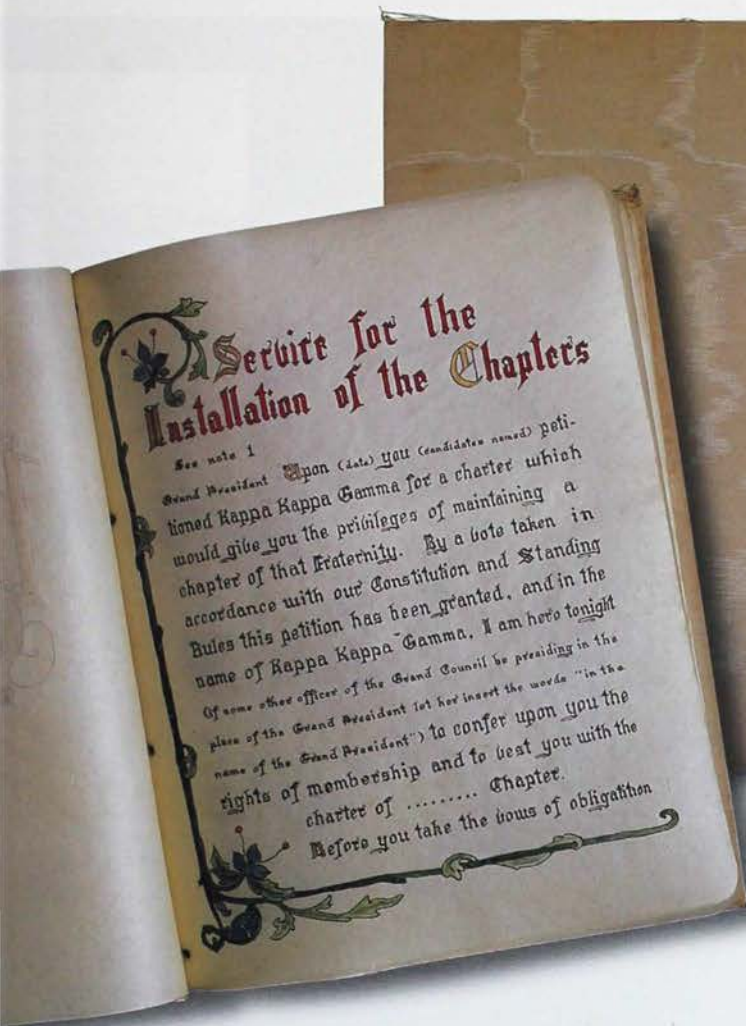 Service for the
Installation of the Chapters
See note 1
Grand President Upon (date) you (candidates named) peti-
tioned Kappa Kappa Gamma for a charter which
would give you the privileges of maintaining a
chapter of that Fraternity. By a vote taken in
accordance with our Constitution and Standing
Rules this petition has been granted, and in the
name of Kappa Kappa Gamma, I am here tonight
(If some other officer of the Grand Council be presiding in the
place of the Grand President let her insert the words "in the
name of the Grand President") to confer upon you the
rights of membership and to vest you with the
charter of ......... Chapter.
Before you take the vows of obligation